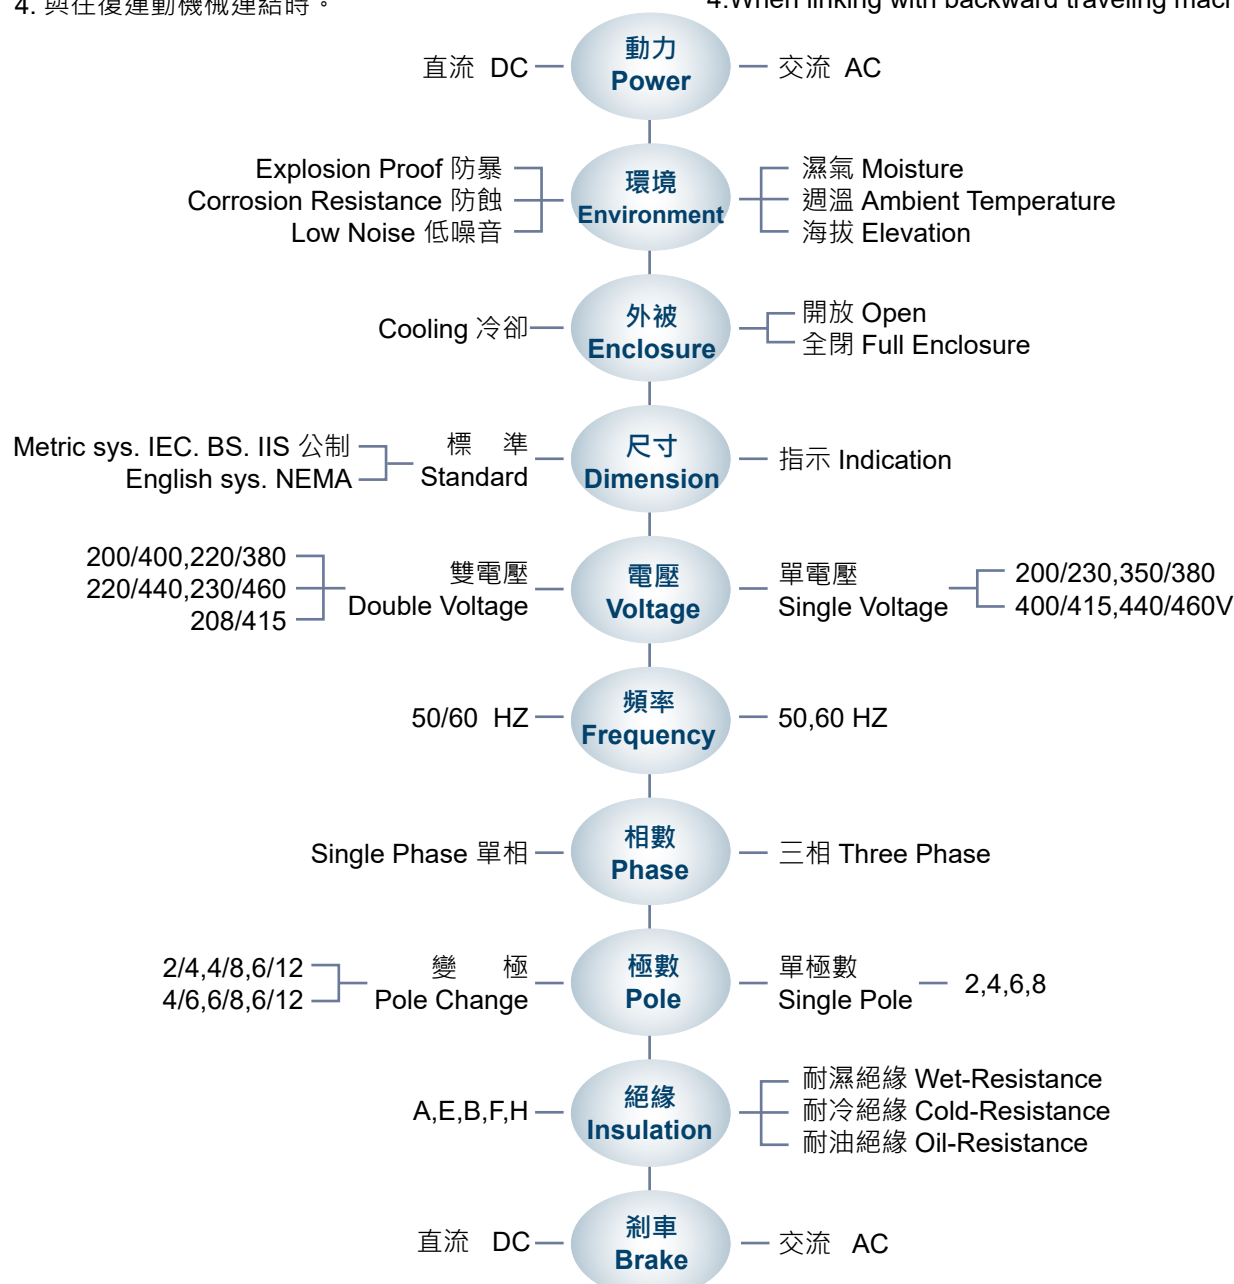 4. 與往復運動機械連結時。
4.When linking with backward traveling
動力
Power
直流 DC
交流 AC
環境
Environment
Explosion Proof 防暴
Corrosion Resistance 防蝕
Low Noise 低噪音
濕氣 Moisture
週溫 Ambient Temperature
海拔 Elevation
外被
Enclosure
Cooling 冷卻
開放 Open
全閉 Full Enclosure
尺寸
Dimension
標 準
Standard
Metric sys. IEC. BS. IIS 公制
English sys. NEMA
指示 Indication
電壓
Voltage
雙電壓
Double Voltage
200/400,220/380
220/440,230/460
208/415
單電壓
Single Voltage
200/230,350/380
400/415,440/460V
頻率
Frequency
50/60 HZ
50,60 HZ
相數
Phase
Single Phase 單相
三相 Three Phase
極數
Pole
變 極
Pole Change
2/4,4/8,6/12
4/6,6/8,6/12
單極數
Single Pole
2,4,6,8
絕緣
Insulation
A,E,B,F,H
耐濕絕緣 Wet-Resistance
耐冷絕緣 Cold-Resistance
耐油絕緣 Oil-Resistance
剎車
Brake
直流 DC
交流 AC